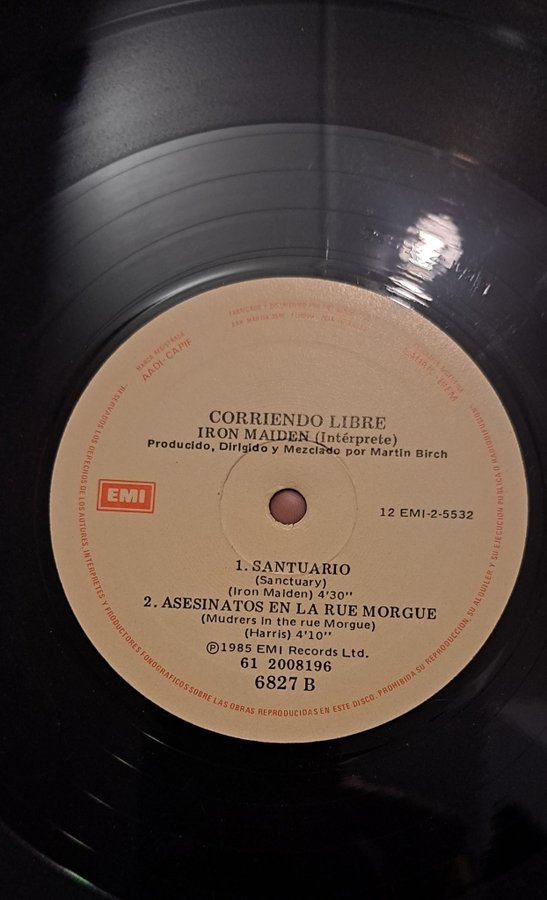 MARCA REGISTRADA
AADI-CAPIF
CORRIENDO LIBRE
IRON MAIDEN (Intérprete)
Producido, Dirigido y Mezclado por Martin Birch
EMI
12 EMI-2-5532
1. SANTUARIO
(Sanctuary)
(Iron Maiden) 4'30''
2. ASESINATOS EN LA RUE MORGUE
(Mudrers in the rue Morgue)
(Harris) 4'10''
Ⓟ1985 EMI Records Ltd.
61 2008196
6827 B
RESERVADOS LOS DERECHOS DE LOS AUTORES, INTERPRETES Y PRODUCTORES FONOGRAFICOS SOBRE LAS OBRAS REPRODUCIDAS EN ESTE DISCO. PROHIBIDA SU REPRODUCCION, SU ALQUILER Y SU EJECUCION PUBLICA O